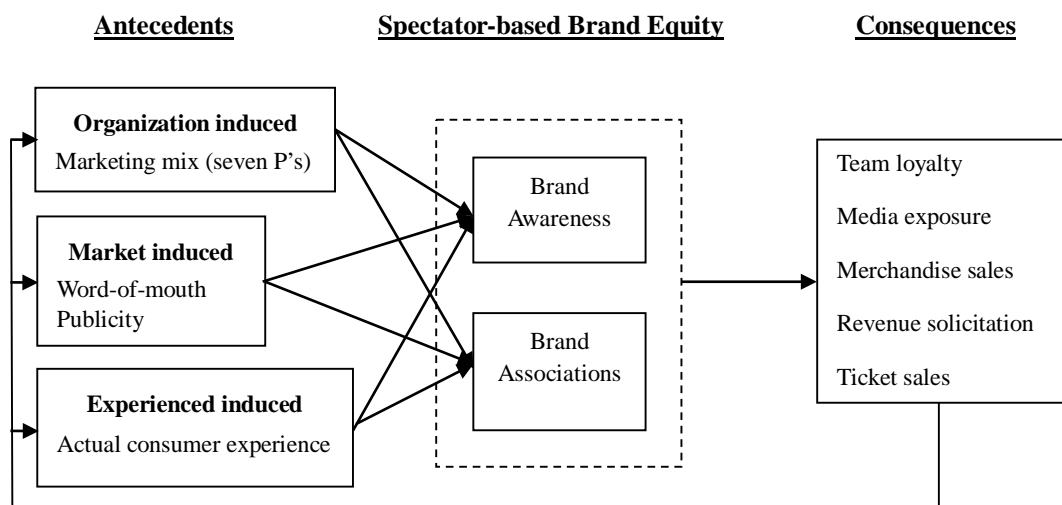 Antecedents
Spectator-based Brand Equity
Consequences
Organization induced
Marketing mix (seven P's)
Market induced
Word-of-mouth
Publicity
Experienced induced
Actual consumer experience
Brand
Awareness
Brand
Associations
Team loyalty
Media exposure
Merchandise sales
Revenue solicitation
Ticket sales